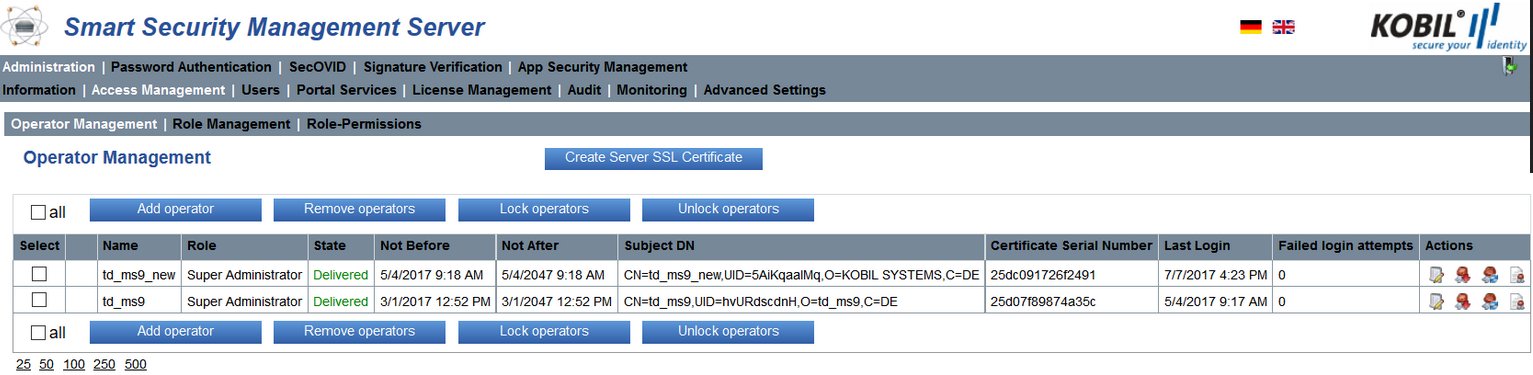 Smart Security Management Server
KOBIL®
secure your identity
Administration | Password Authentication | SecOVID | Signature Verification | App Security Management
Information | Access Management | Users | Portal Services | License Management | Audit | Monitoring | Advanced Settings
Operator Management | Role Management | Role-Permissions
Operator Management Create Server SSL Certificate
all Add operator Remove operators Lock operators Unlock operators
Select Name Role State Not Before Not After Subject DN Certificate Serial Number Last Login Failed login attempts Actions
td_ms9_new Super Administrator Delivered 5/4/2017 9:18 AM 5/4/2047 9:18 AM CN=td_ms9_new,UID=5AiKqaalMq,O=KOBIL SYSTEMS,C=DE 25dc091726f2491 7/7/2017 4:23 PM 0
td_ms9 Super Administrator Delivered 3/1/2017 12:52 PM 3/1/2047 12:52 PM CN=td_ms9,UID=hvURdscdnH,O=td_ms9,C=DE 25d07f89874a35c 5/4/2017 9:17 AM 0
all Add operator Remove operators Lock operators Unlock operators
25 50 100 250 500